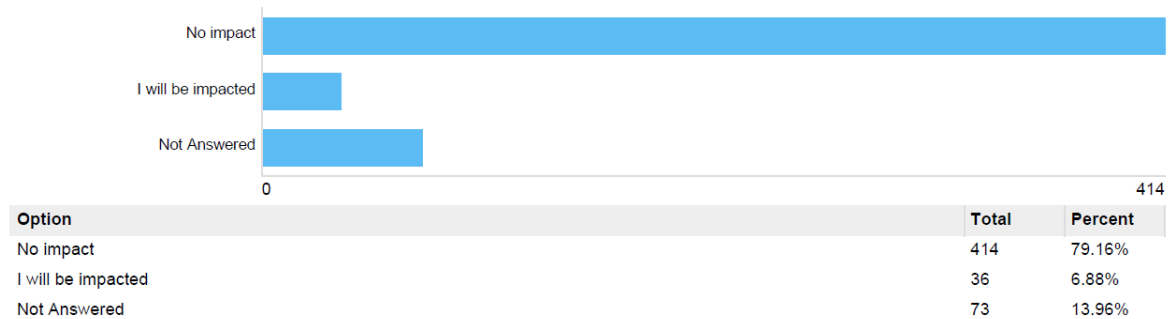 No impact
I will be impacted
Not Answered
0 414
Option Total Percent
No impact 414 79.16%
I will be impacted 36 6.88%
Not Answered 73 13.96%